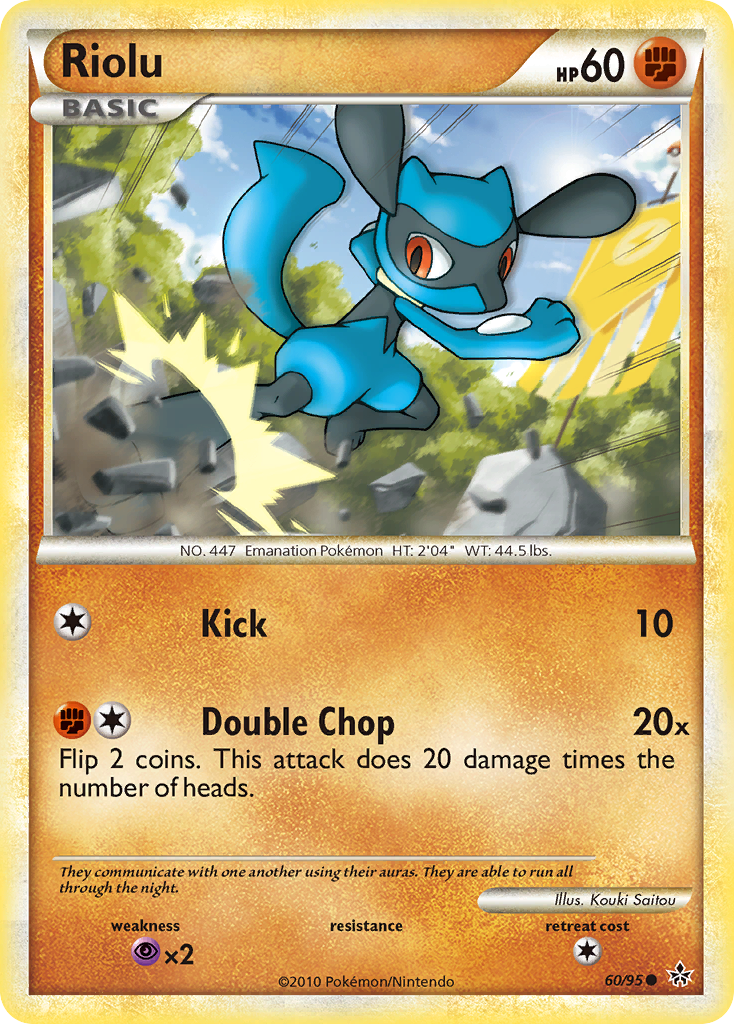 Riolu
HP 60
BASIC
NO. 447 Emanation Pokémon HT: 2'04" WT: 44.5 lbs.
Kick 10
Double Chop 20x
Flip 2 coins. This attack does 20 damage times the
number of heads.
They communicate with one another using their auras. They are able to run all
through the night.
Illus. Kouki Saitou
weakness resistance retreat cost
×2
©2010 Pokémon/Nintendo 60/95